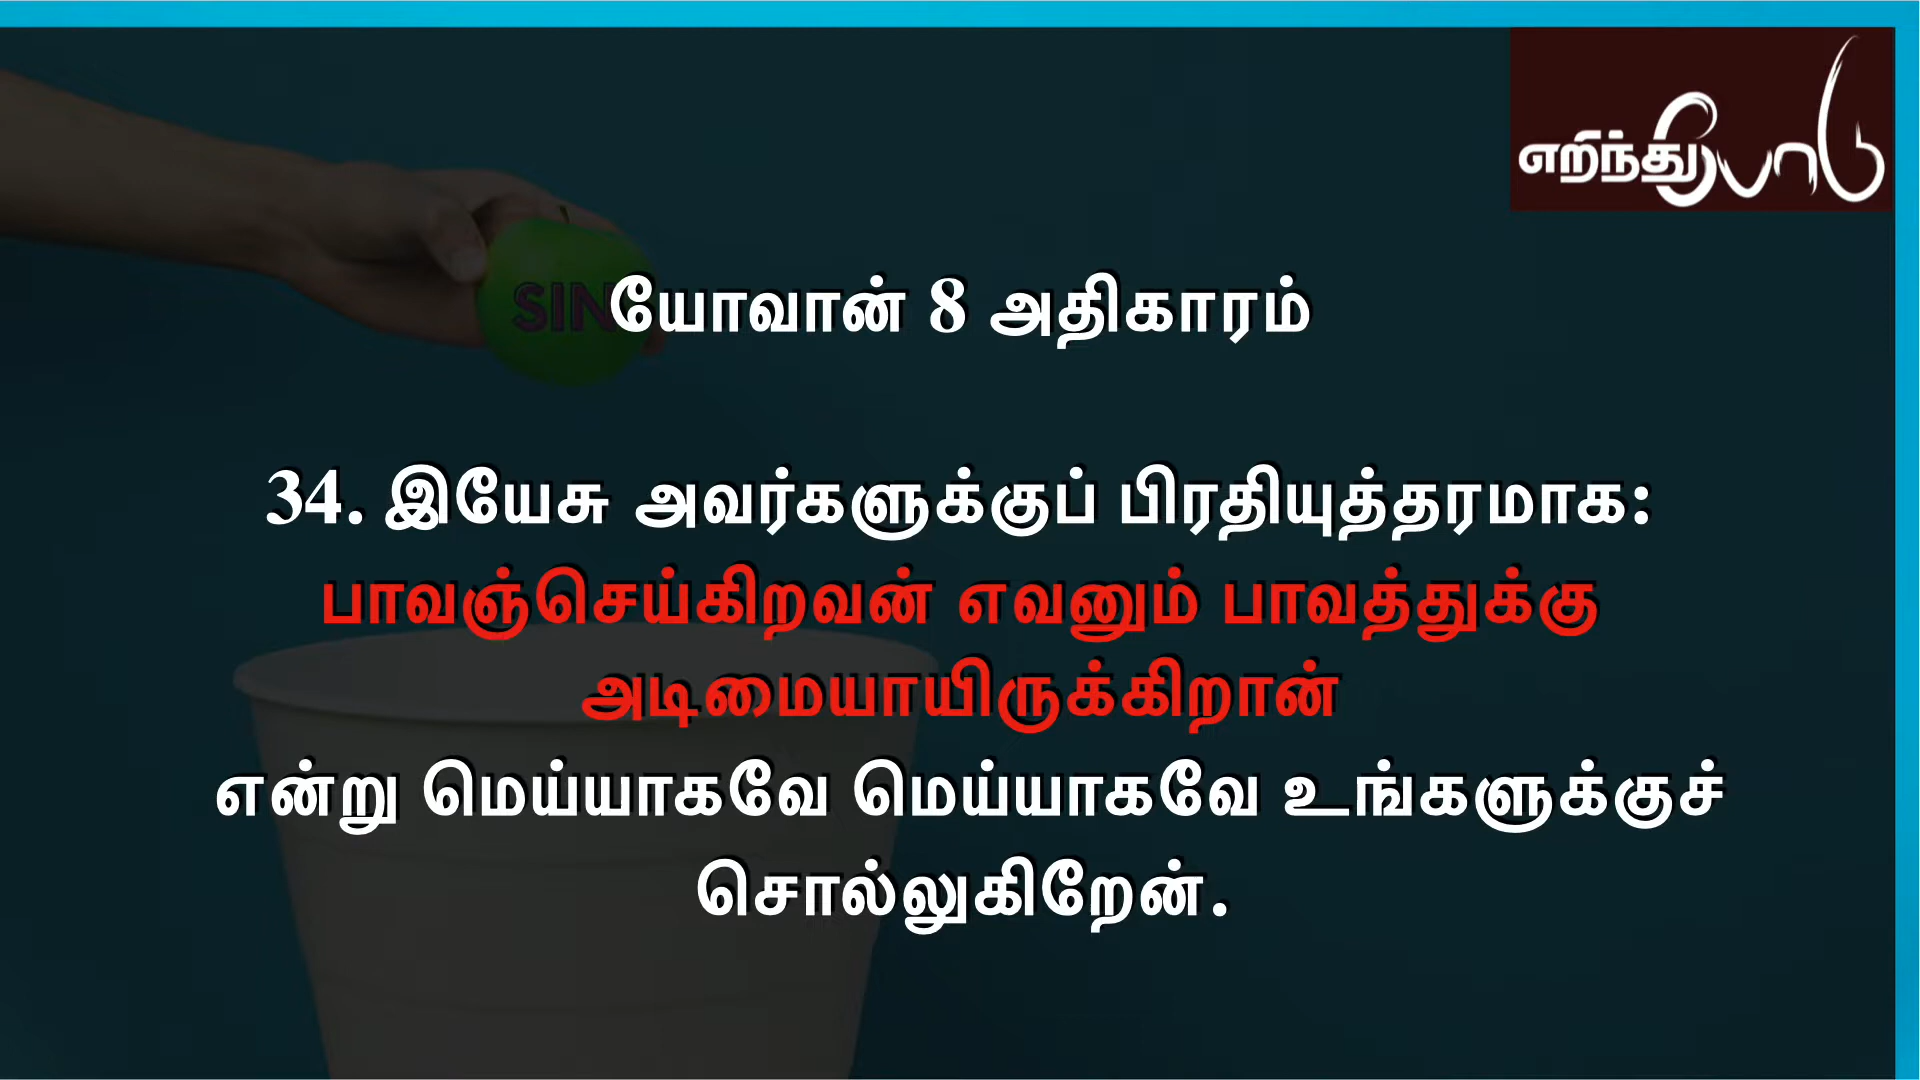 எறிந்துபோடு
SIN
யோவான் 8 அதிகாரம்
34. இயேசு அவர்களுக்குப் பிரதியுத்தரமாக:
பாவஞ்செய்கிறவன் எவனும் பாவத்துக்கு
அடிமையாயிருக்கிறான்
என்று மெய்யாகவே மெய்யாகவே உங்களுக்குச்
சொல்லுகிறேன்.